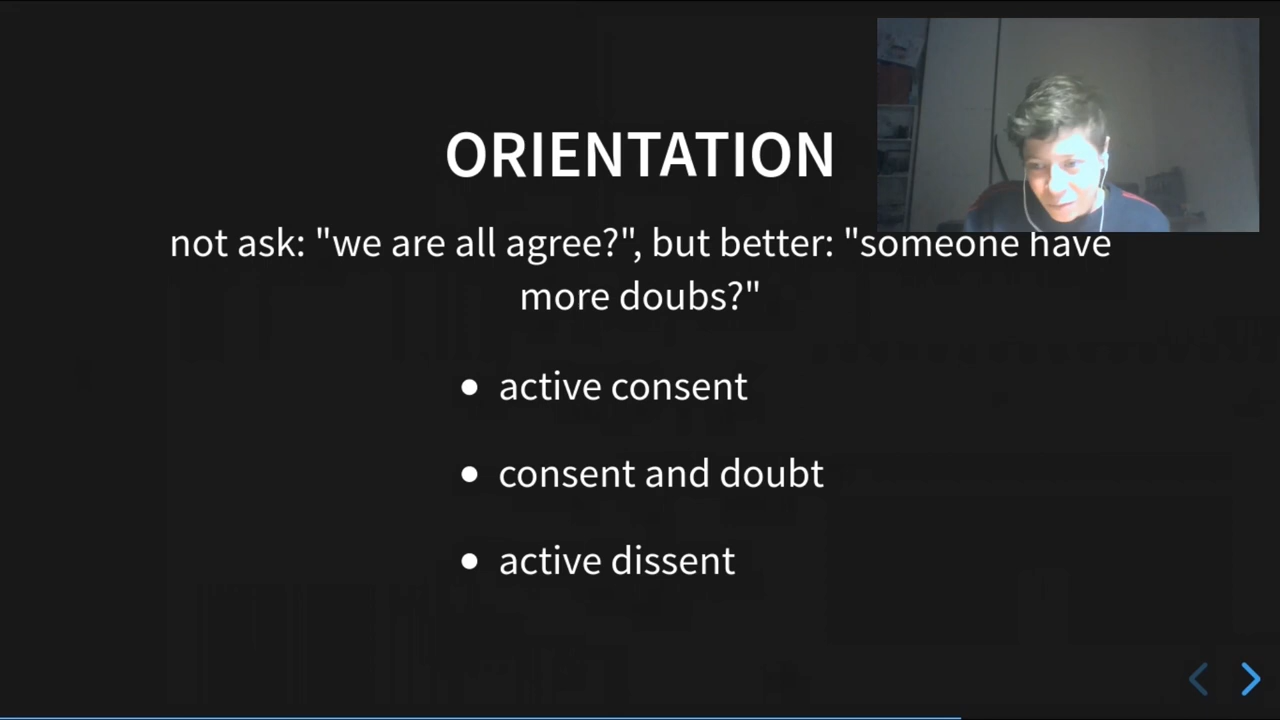 ORIENTATION
not ask: "we are all agree?", but better: "someone have
more doubs?"
active consent
consent and doubt
active dissent